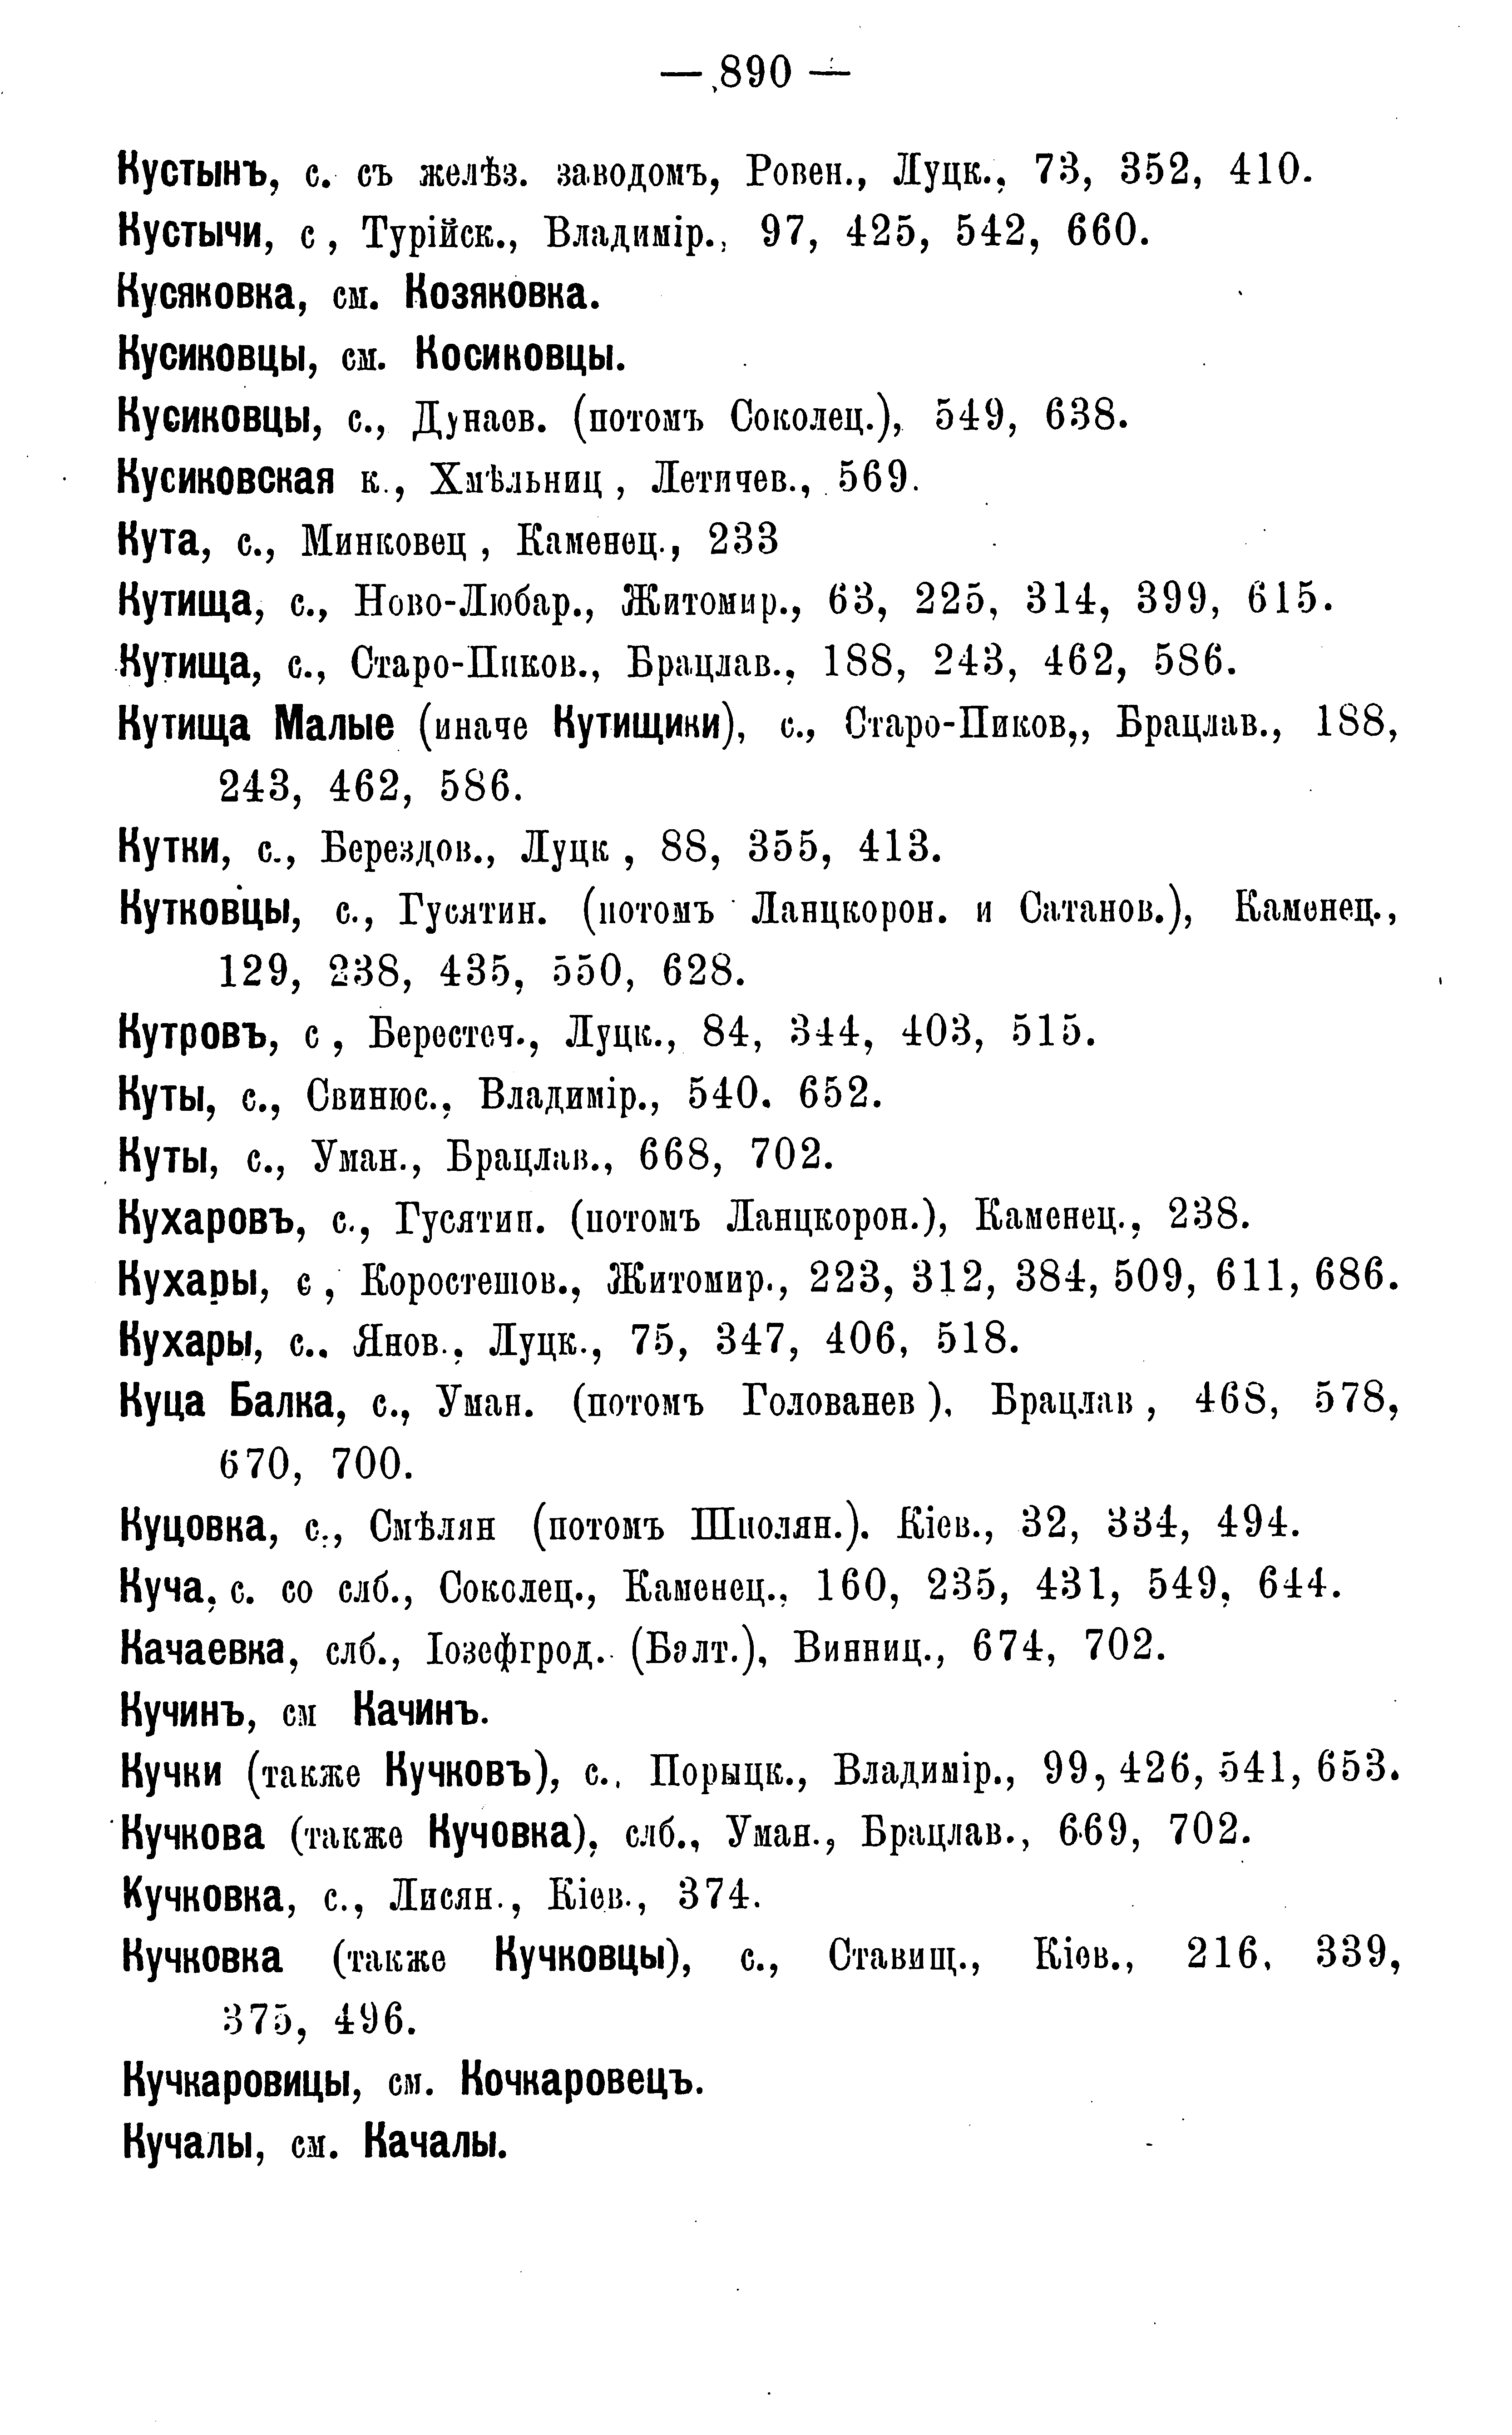 — 890 —
Кустынъ, с. съ желѣз. заводомъ, Ровен., Луцк., 73, 352, 410.
Кустычи, с, Турійск., Владимір., 97, 425, 542, 660.
Кусяковка, см. Козяковка.
Кусиковцы, см. Косиковцы.
Кусиковцы, с., Дунаев. (потомъ Соколец.), 549, 638.
Кусиковская к., Хмѣльниц, Летичев., 569.
Кута, с., Минковец, Каменец., 233
Кутища, с., Ново-Любар., Житомир., 63, 225, 314, 399, 615.
Кутища, с., Старо-Пиков., Брацлав., 188, 243, 462, 586.
Кутища Малые (иначе Кутищики), с., Старо-Пиков,, Брацлав., 188,
243, 462, 586.
Кутки, с., Берездов., Луцк, 88, 355, 413.
Кутковцы, с., Гусятин. (потомъ Ланцкорон. и Сатанов.), Каменец.,
129, 238, 435, 550, 628.
Кутровъ, с, Берестеч., Луцк., 84, 344, 403, 515.
Куты, с., Свинюс., Владимір., 540. 652.
Куты, с., Уман., Брацлав., 668, 702.
Кухаровъ, с., Гусятин. (потомъ Ланцкорон.), Каменец., 238.
Кухары, с, Коростешов., Житомир., 223, 312, 384, 509, 611, 686.
Кухары, с., Янов., Луцк., 75, 347, 406, 518.
Куца Балка, с., Уман. (потомъ Голованев), Брацлав, 468, 578,
670, 700.
Куцовка, с., Смѣлян (потомъ Шполян.). Кіев., 32, 334, 494.
Куча, с. со слб., Соколец., Каменец., 160, 235, 431, 549, 644.
Качаевка, слб., Іозефгрод. (Балт.), Винниц., 674, 702.
Кучинъ, см Качинъ.
Кучки (также Кучковъ), с., Порыцк., Владимір., 99, 426, 541, 653.
Кучкова (также Кучовка), слб., Уман., Брацлав., 669, 702.
Кучковка, с., Лисян., Кіев., 374.
Кучковка (также Кучковцы), с., Ставищ., Кіев., 216, 339,
375, 496.
Кучкаровицы, см. Кочкаровецъ.
Кучалы, см. Качалы.